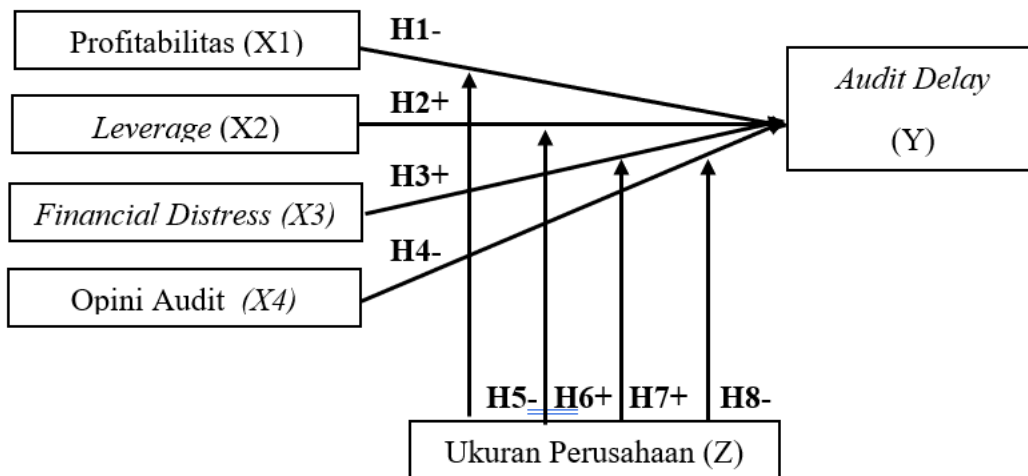 Profitabilitas (X1)
H1-
Audit Delay
(Y)
Leverage (X2)
H2+
Financial Distress (X3)
H3+
Opini Audit (X4)
H4-
H5- H6+ H7+ H8-
Ukuran Perusahaan (Z)